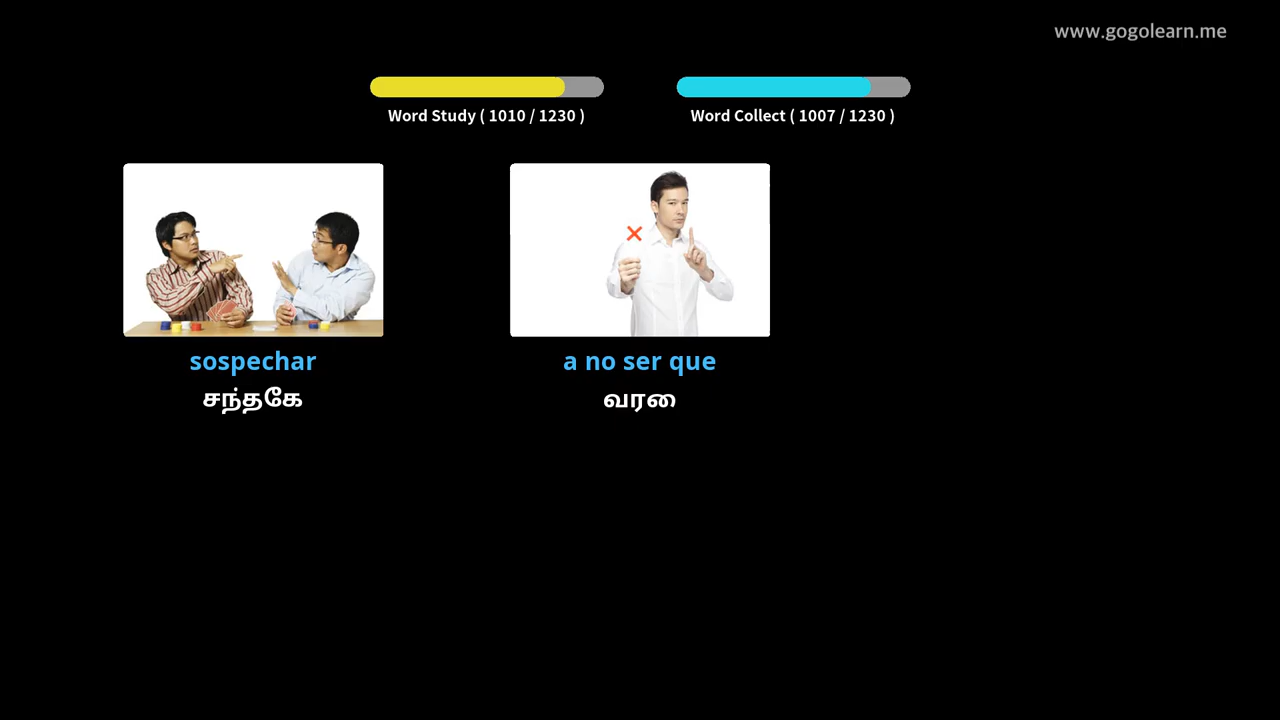 www.gogolearn.me
Word Study ( 1010 / 1230 )
Word Collect ( 1007 / 1230 )
sospechar
சந்தகே
a no ser que
வரை